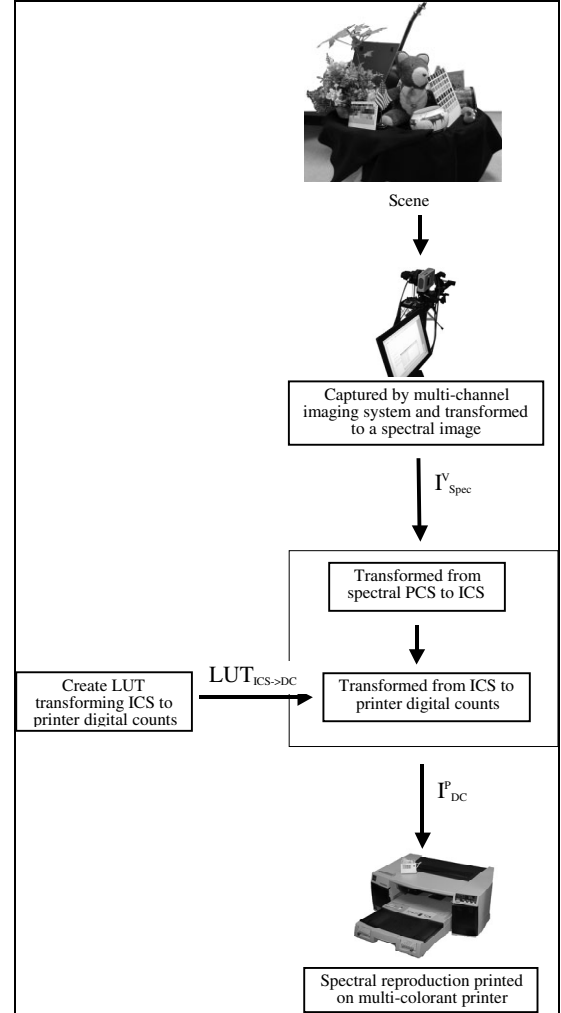 Scene
Captured by multi-channel
imaging system and transformed
to a spectral image
I^V_Spec
Transformed from
spectral PCS to ICS
LUT_ICS->DC
Create LUT
transforming ICS to
printer digital counts
Transformed from ICS to
printer digital counts
I^P_DC
Spectral reproduction printed
on multi-colorant printer